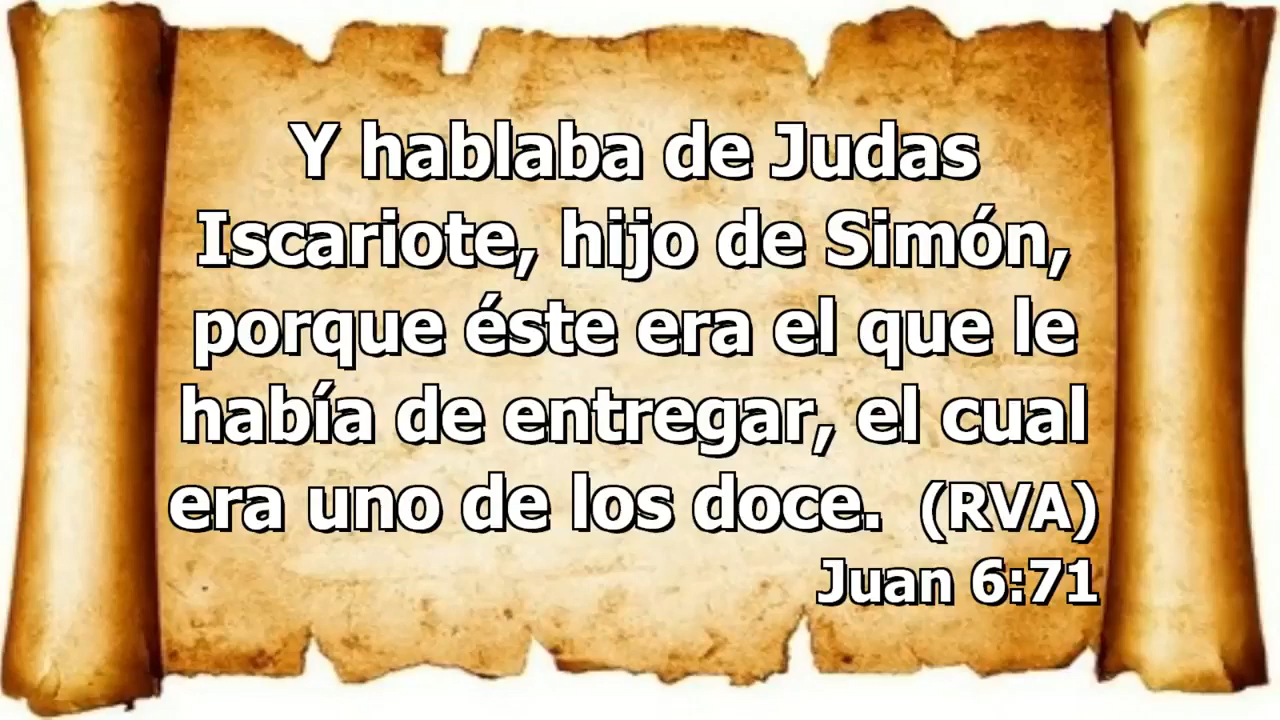 Y hablaba de Judas
Iscariote, hijo de Simón,
porque éste era el que le
había de entregar, el cual
era uno de los doce. (RVA)
Juan 6:71